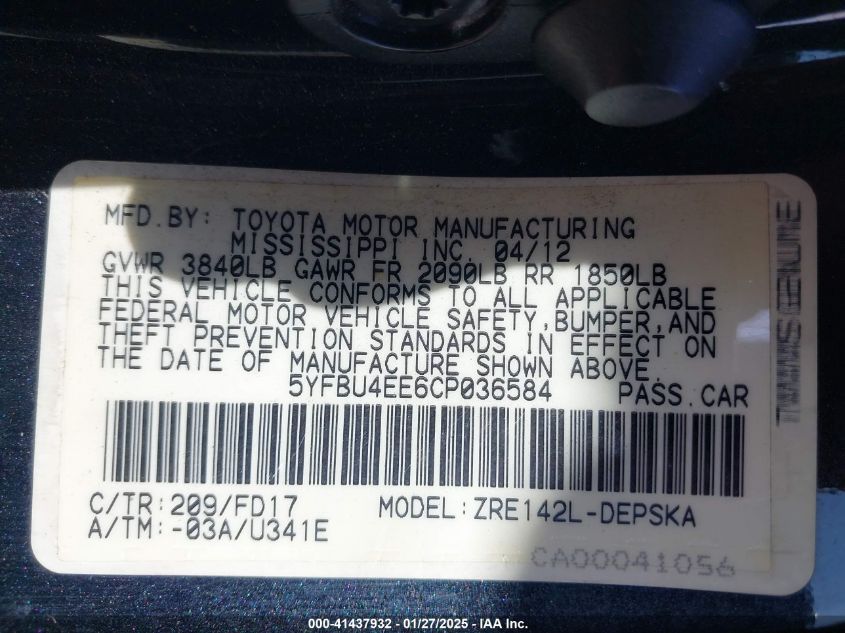 MFD.BY: TOYOTA MOTOR MANUFACTURING
MISSISSIPPI INC. 04/12
GVWR 3840LB GAWR FR 2090LB RR 1850LB
THIS VEHICLE CONFORMS TO ALL APPLICABLE
FEDERAL MOTOR VEHICLE SAFETY,BUMPER,AND
THEFT PREVENTION STANDARDS IN EFFECT ON
THE DATE OF MANUFACTURE SHOWN ABOVE.
5YFBU4EE6CP036584 PASS.CAR
C/TR:209/FD17 MODEL:ZRE142L-DEPSKA
A/TM:-03A/U341E
CA00041056
000-41437932 - 01/27/2025 - IAA Inc.